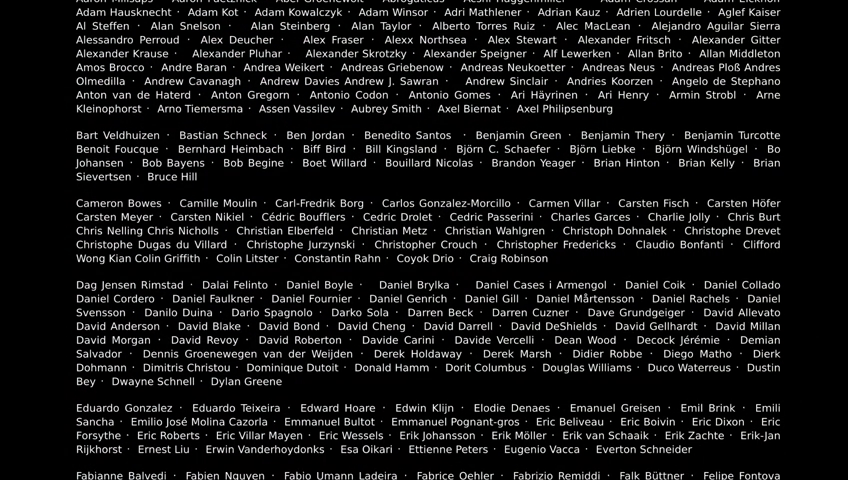 Adam Hausknecht · Adam Kot · Adam Kowalczyk · Adam Winsor · Adri Mathlener · Adrian Kauz · Adrien Lourdelle · Aglef Kaiser
Al Steffen · Alan Snelson · Alan Steinberg · Alan Taylor · Alberto Torres Ruiz · Alec MacLean · Alejandro Aguilar Sierra
Alessandro Perroud · Alex Deucher · Alex Fraser · Alexx Northsea · Alex Stewart · Alexander Fritsch · Alexander Gitter
Alexander Krause · Alexander Pluhar · Alexander Skrotzky · Alexander Speigner · Alf Lewerken · Allan Brito · Allan Middleton
Amos Brocco · Andre Baran · Andrea Weikert · Andreas Griebenow · Andreas Neukoetter · Andreas Neus · Andreas Ploß Andres
Olmedilla · Andrew Cavanagh · Andrew Davies Andrew J. Sawran · Andrew Sinclair · Andries Koorzen · Angelo de Stephano
Anton van de Haterd · Anton Gregorn · Antonio Codon · Antonio Gomes · Ari Häyrinen · Ari Henry · Armin Strobl · Arne
Kleinophorst · Arno Tiemersma · Assen Vassilev · Aubrey Smith · Axel Biernat · Axel Philipsenburg
Bart Veldhuizen · Bastian Schneck · Ben Jordan · Benedito Santos · Benjamin Green · Benjamin Thery · Benjamin Turcotte
Benoit Foucque · Bernhard Heimbach · Biff Bird · Bill Kingsland · Björn C. Schaefer · Björn Liebke · Björn Windshügel · Bo
Johansen · Bob Bayens · Bob Begine · Boet Willard · Bouillard Nicolas · Brandon Yeager · Brian Hinton · Brian Kelly · Brian
Sievertsen · Bruce Hill
Cameron Bowes · Camille Moulin · Carl-Fredrik Borg · Carlos Gonzalez-Morcillo · Carmen Villar · Carsten Fisch · Carsten Höfer
Carsten Meyer · Carsten Nikiel · Cédric Boufflers · Cedric Drolet · Cedric Passerini · Charles Garces · Charlie Jolly · Chris Burt
Chris Nelling Chris Nicholls · Christian Elberfeld · Christian Metz · Christian Wahlgren · Christoph Dohnalek · Christophe Drevet
Christophe Dugas du Villard · Christophe Jurzynski · Christopher Crouch · Christopher Fredericks · Claudio Bonfanti · Clifford
Wong Kian Colin Griffith · Colin Litster · Constantin Rahn · Coyok Drio · Craig Robinson
Dag Jensen Rimstad · Dalai Felinto · Daniel Boyle · Daniel Brylka · Daniel Cases i Armengol · Daniel Coik · Daniel Collado
Daniel Cordero · Daniel Faulkner · Daniel Fournier · Daniel Genrich · Daniel Gill · Daniel Mårtensson · Daniel Rachels · Daniel
Svensson · Danilo Duina · Dario Spagnolo · Darko Sola · Darren Beck · Darren Cuzner · Dave Grundgeiger · David Allevato
David Anderson · David Blake · David Bond · David Cheng · David Darrell · David DeShields · David Gellhardt · David Millan
David Morgan · David Revoy · David Roberton · Davide Carini · Davide Vercelli · Dean Wood · Decock Jérémie · Demian
Salvador · Dennis Groenewegen van der Weijden · Derek Holdaway · Derek Marsh · Didier Robbe · Diego Matho · Dierk
Dohmann · Dimitris Christou · Dominique Dutoit · Donald Hamm · Dorit Columbus · Douglas Williams · Duco Waterreus · Dustin
Bey · Dwayne Schnell · Dylan Greene
Eduardo Gonzalez · Eduardo Teixeira · Edward Hoare · Edwin Klijn · Elodie Denaes · Emanuel Greisen · Emil Brink · Emili
Sancha · Emilio José Molina Cazorla · Emmanuel Bultot · Emmanuel Pognant-gros · Eric Beliveau · Eric Boivin · Eric Dixon · Eric
Forsythe · Eric Roberts · Eric Villar Mayen · Eric Wessels · Erik Johansson · Erik Möller · Erik van Schaaik · Erik Zachte · Erik-Jan
Rijkhorst · Ernest Liu · Erwin Vanderhoydonks · Esa Oikari · Ettienne Peters · Eugenio Vacca · Everton Schneider
Fabianne Balvedi · Fabien Nguyen · Fabio Umann Ladeira · Fabrice Oehler · Fabrizio Remiddi · Falk Büttner · Felipe Fontova